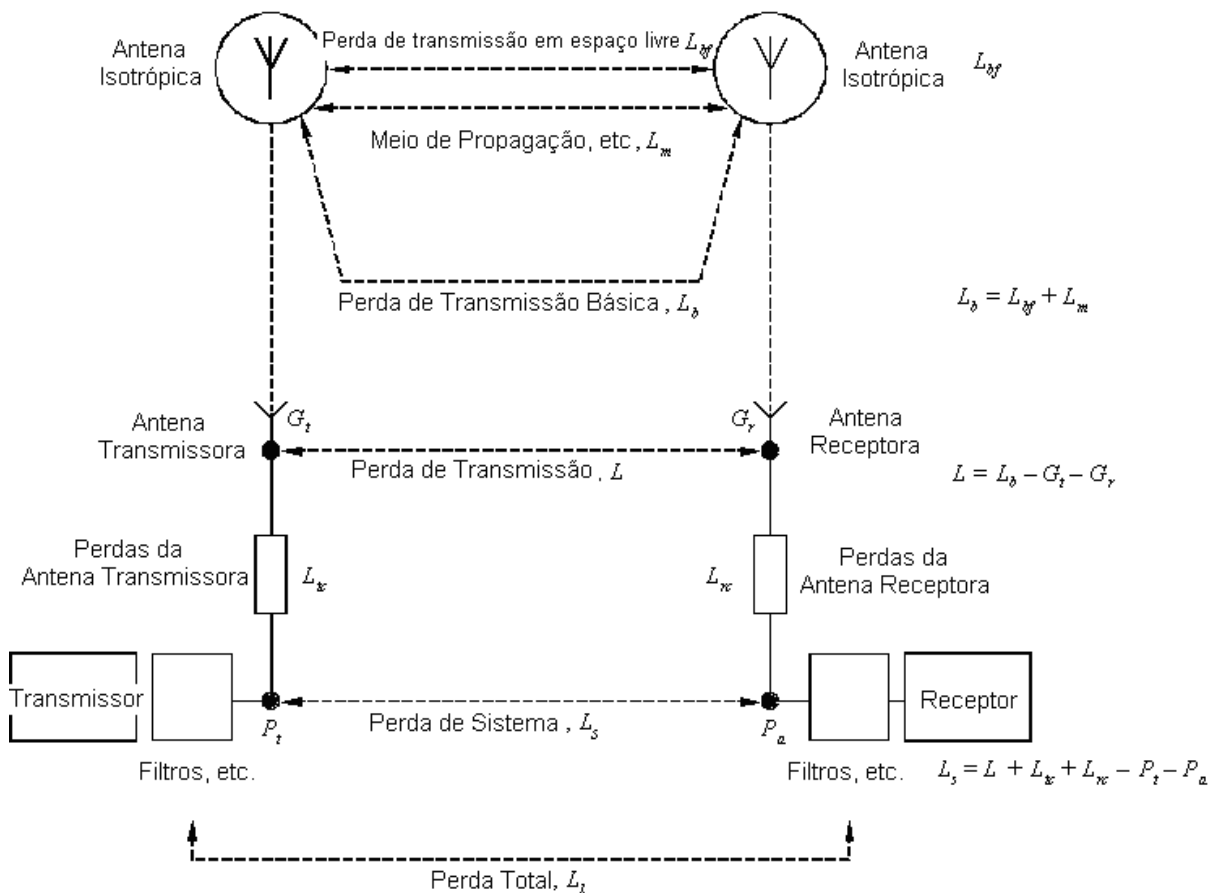 Antena
Isotrópica
Perda de transmissão em espaço livre L_bf
Antena
Isotrópica
L_bf
Meio de Propagação, etc , L_m
Perda de Transmissão Básica , L_b
L_b = L_bf + L_m
Antena
Transmissora
G_t
G_r
Antena
Receptora
Perda de Transmissão , L
L = L_b – G_t – G_r
Perdas da
Antena Transmissora
L_tc
L_rc
Perdas da
Antena Receptora
Transmissor
Receptor
P_t
Perda de Sistema , L_s
P_a
Filtros, etc.
Filtros, etc.
L_s = L + L_tc + L_rc – P_t – P_a
Perda Total, L_l